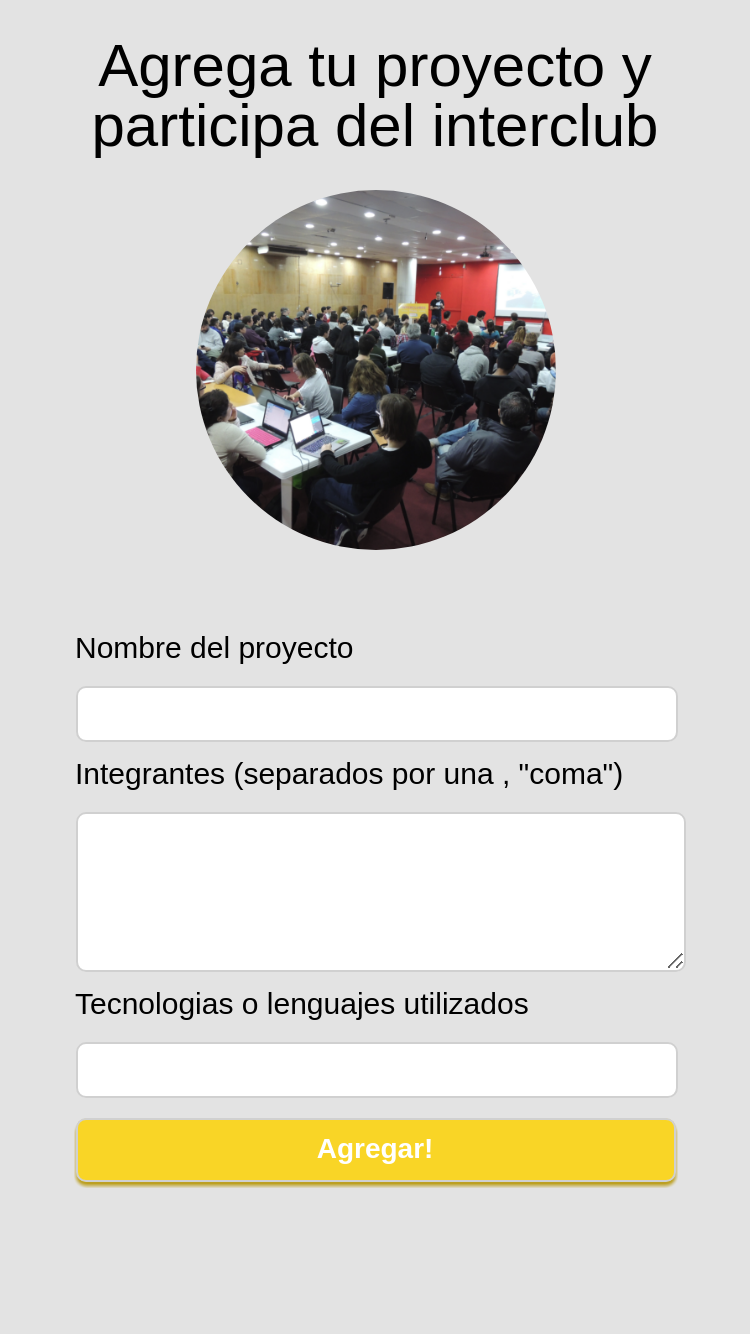 Agrega tu proyecto y
participa del interclub
Nombre del proyecto
Integrantes (separados por una , "coma")
Tecnologias o lenguajes utilizados
Agregar!